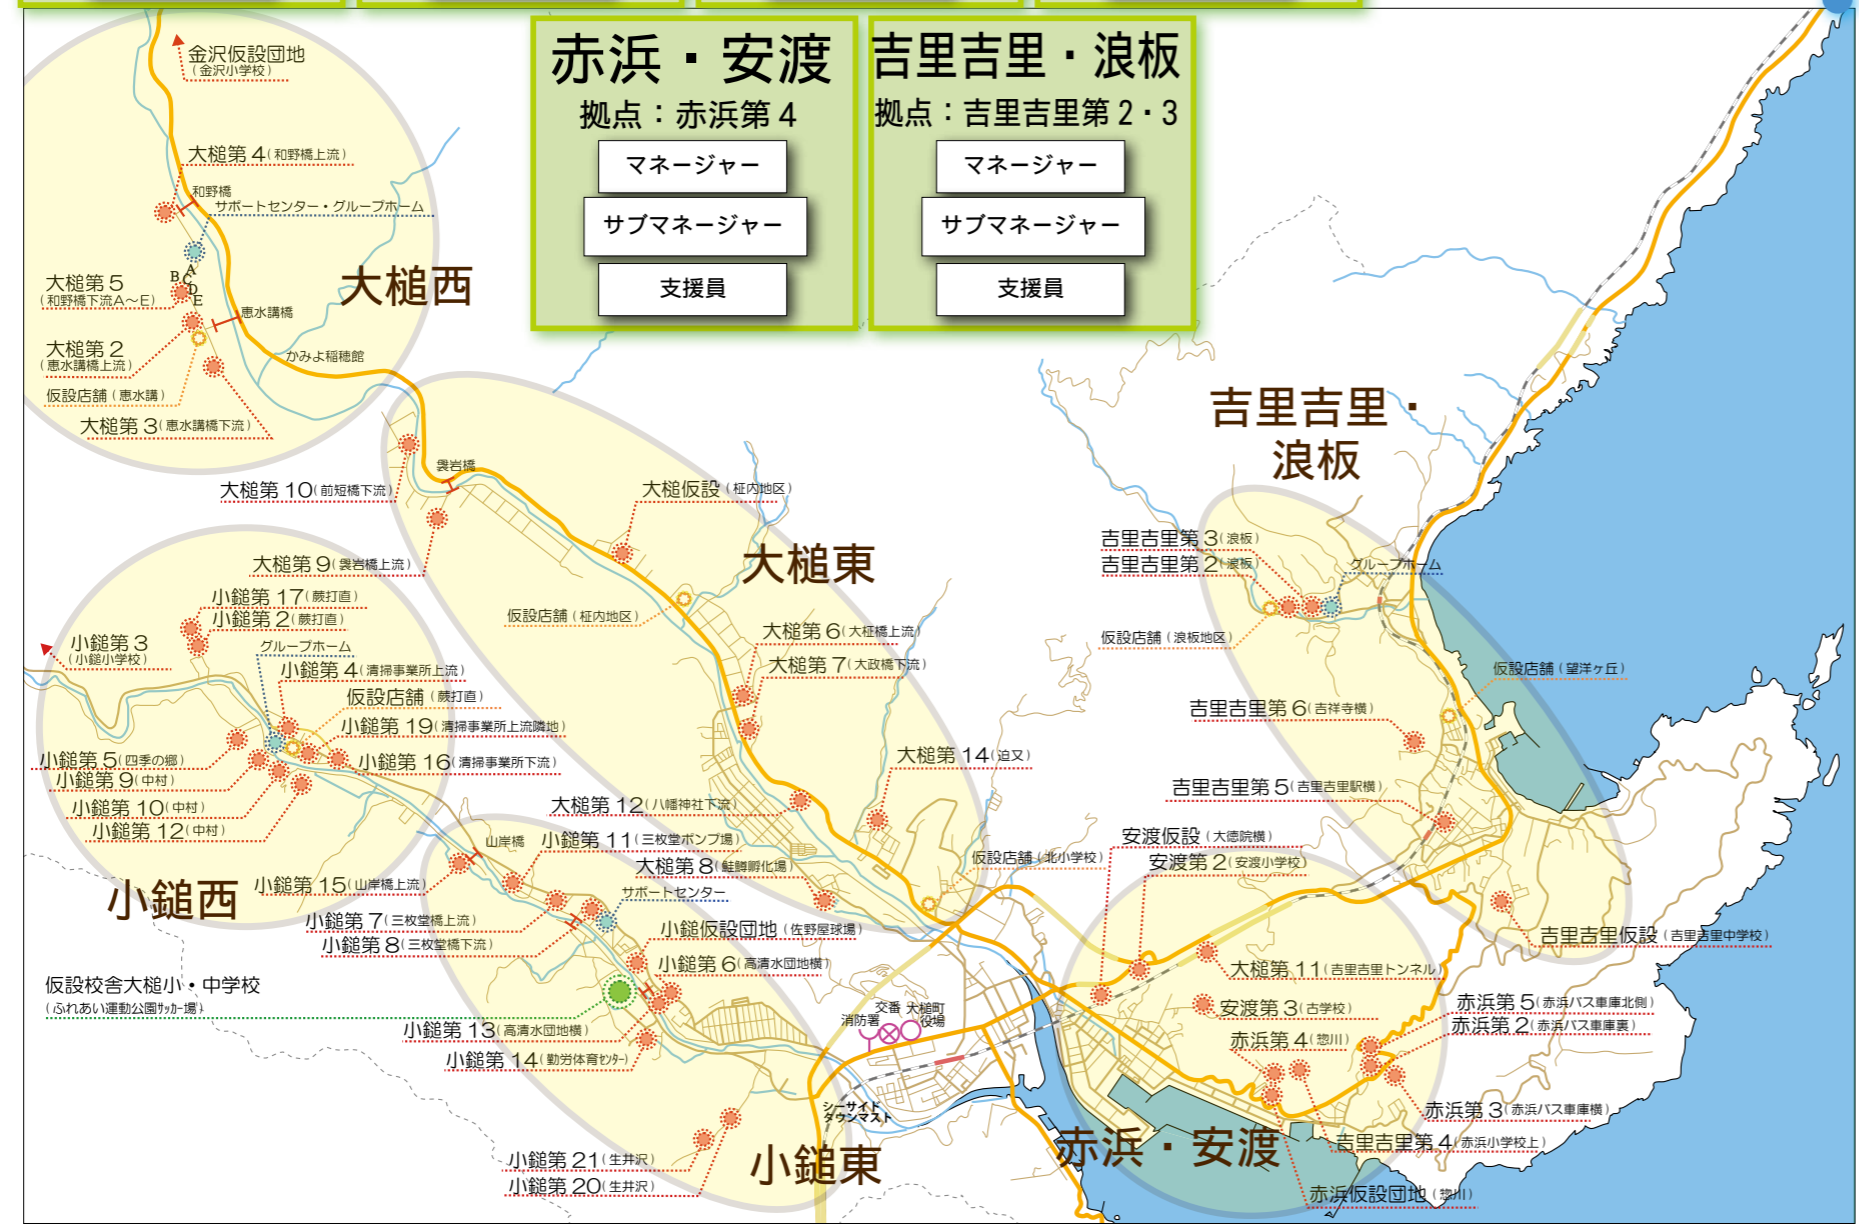 赤浜・安渡
拠点：赤浜第4
マネージャー
サブマネージャー
支援員
吉里吉里・浪板
拠点：吉里吉里第2・3
マネージャー
サブマネージャー
支援員
金沢仮設団地
（金沢小学校）
大槌第4（和野橋上流）
和野橋
サポートセンター・グループホーム
A
B
C
D
E
大槌第5
（和野橋下流A～E）
大槌西
恵水講橋
大槌第2
（恵水講橋上流）
かみよ稲穂館
仮設店舗（恵水講）
大槌第3（恵水講橋下流）
吉里吉里・
浪板
袰岩橋
大槌第10（前短橋下流）
大槌仮設（柾内地区）
大槌東
大槌第9（袰岩橋上流）
仮設店舗（柾内地区）
吉里吉里第3（浪板）
吉里吉里第2（浪板）
グループホーム
仮設店舗（浪板地区）
小鎚第17（蕨打直）
小鎚第2（蕨打直）
小鎚第3
（小鎚小学校）
グループホーム
小鎚第4（清掃事業所上流）
仮設店舗（蕨打直）
小鎚第19（清掃事業所上流隣地）
小鎚第16（清掃事業所下流）
小鎚第5（四季の郷）
小鎚第9（中村）
小鎚第10（中村）
小鎚第12（中村）
大槌第6（大柾橋上流）
大槌第7（大政橋下流）
仮設店舗（望洋ヶ丘）
吉里吉里第6（吉祥寺横）
大槌第14（迫又）
吉里吉里第5（吉里吉里駅横）
大槌第12（八幡神社下流）
山岸橋
小鎚第11（三枚堂ポンプ場）
大槌第8（鮭鱒孵化場）
仮設店舗（北小学校）
安渡仮設（大徳院横）
安渡第2（安渡小学校）
小鎚西
小鎚第15（山岸橋上流）
サポートセンター
小鎚第7（三枚堂橋上流）
小鎚第8（三枚堂橋下流）
小鎚仮設団地（佐野屋球場）
小鎚第6（高清水団地横）
吉里吉里仮設（吉里吉里中学校）
大槌第11（吉里吉里トンネル）
仮設校舎大槌小・中学校
（ふれあい運動公園ｻｯｶｰ場）
交番
大槌町
役場
消防署
安渡第3（古学校）
赤浜第5（赤浜バス車庫北側）
赤浜第2（赤浜バス車庫裏）
小鎚第13（高清水団地横）
赤浜第4（惣川）
小鎚第14（勤労体育ｾﾝﾀｰ）
シーサイド
タウンマスト
赤浜第3（赤浜バス車庫横）
吉里吉里第4（赤浜小学校上）
小鎚東
赤浜・安渡
小鎚第21（生井沢）
小鎚第20（生井沢）
赤浜仮設団地（惣川）